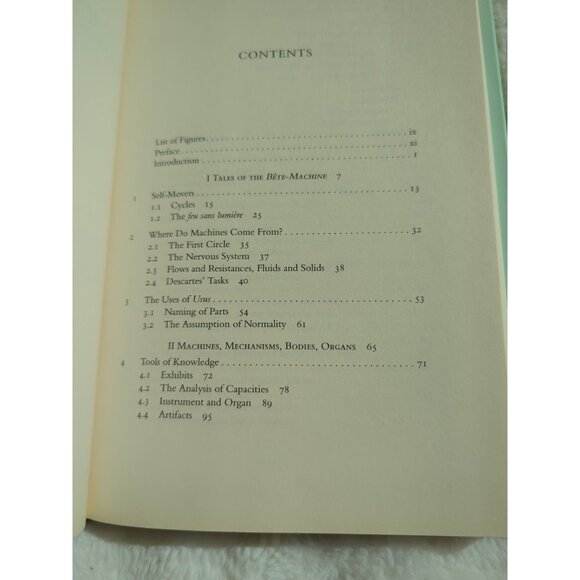 CONTENTS
List of Figures. . . . . . . . . . . . . . . . . . . . . . . . . . . . . . . . . . . . ix
Preface. . . . . . . . . . . . . . . . . . . . . . . . . . . . . . . . . . . . . . . . . xi
Introduction . . . . . . . . . . . . . . . . . . . . . . . . . . . . . . . . . . . . 1
I TALES OF THE BÊTE-MACHINE 7
1 Self-Movers. . . . . . . . . . . . . . . . . . . . . . . . . . . . . . . . . . . . 13
1.1 Cycles 15
1.2 The feu sans lumière 25
2 Where Do Machines Come From? . . . . . . . . . . . . . . . . . . 32
2.1 The First Circle 35
2.2 The Nervous System 37
2.3 Flows and Resistances, Fluids and Solids 38
2.4 Descartes' Tasks 40
3 The Uses of Usus . . . . . . . . . . . . . . . . . . . . . . . . . . . . . . . 53
3.1 Naming of Parts 54
3.2 The Assumption of Normality 61
II MACHINES, MECHANISMS, BODIES, ORGANS 65
4 Tools of Knowledge . . . . . . . . . . . . . . . . . . . . . . . . . . . . . 71
4.1 Exhibits 72
4.2 The Analysis of Capacities 78
4.3 Instrument and Organ 89
4.4 Artifacts 95